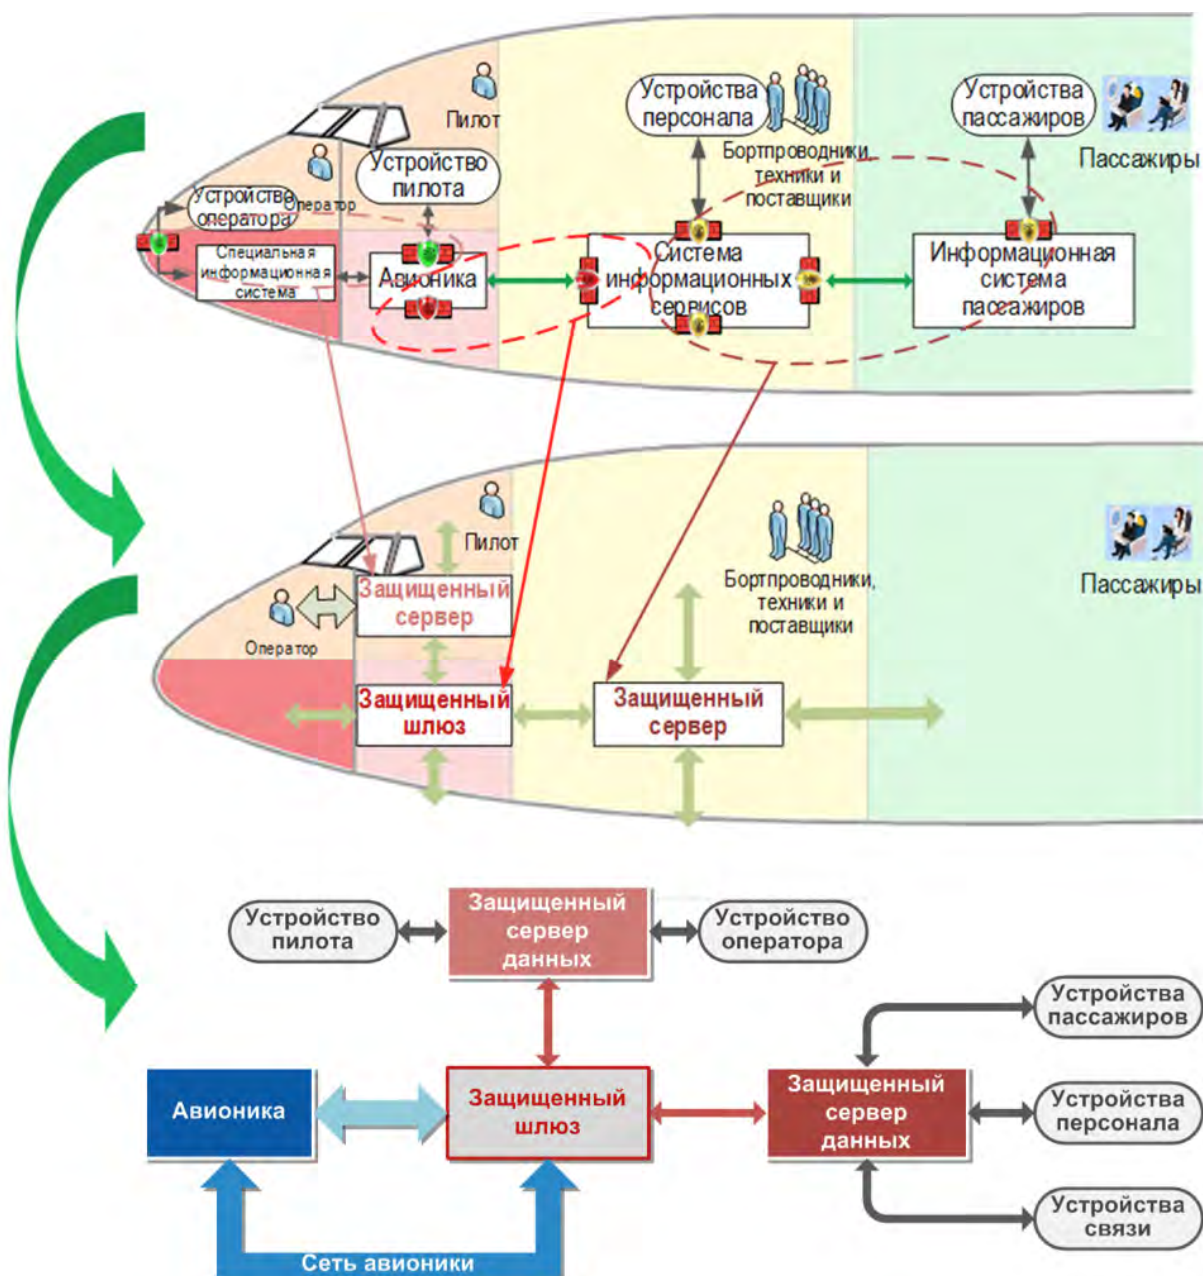 Пилот
Устройства
персонала
Бортпроводники,
техники и
поставщики
Устройства
пассажиров
Пассажиры
Устройство
пилота
Устройство
оператора
Оператор
Специальная
информационная
система
Авионика
Система
информационных
сервисов
Информационная
система
пассажиров
Пилот
Бортпроводники,
техники и
поставщики
Пассажиры
Защищенный
сервер
Оператор
Защищенный
шлюз
Защищенный
сервер
Устройство
пилота
Защищенный
сервер
данных
Устройство
оператора
Устройства
пассажиров
Авионика
Защищенный
шлюз
Защищенный
сервер
данных
Устройства
персонала
Устройства
связи
Сеть авионики